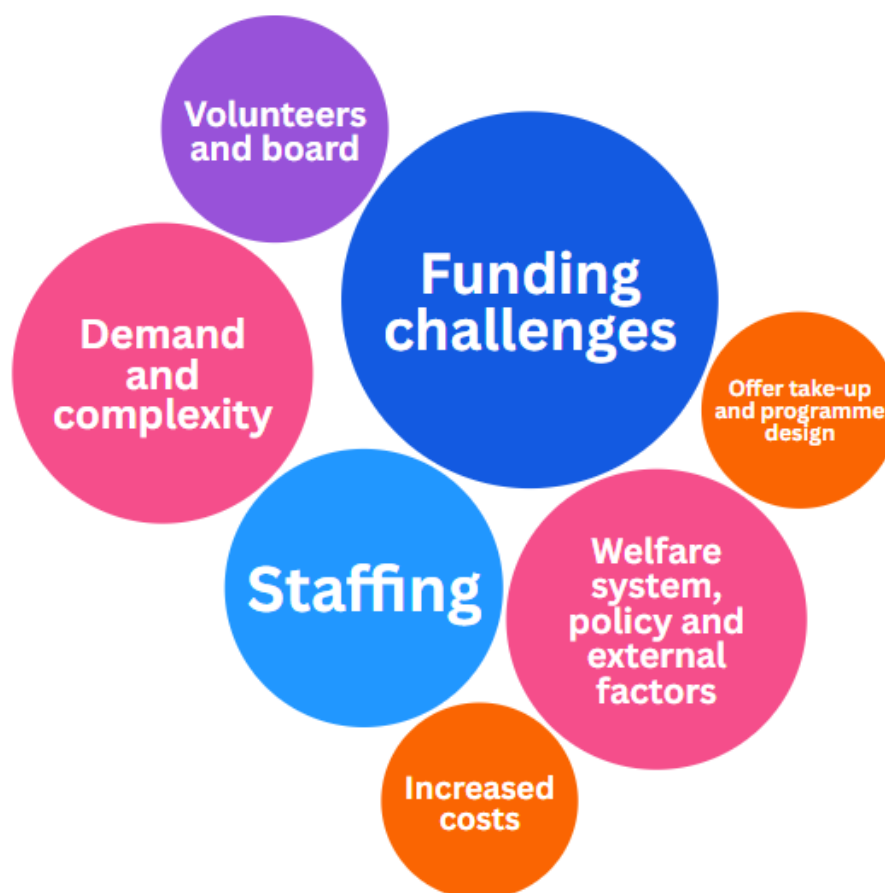 Volunteers
and board
Funding
challenges
Demand
and
complexity
Offer take-up
and programme
design
Staffing
Welfare
system,
policy and
external
factors
Increased
costs